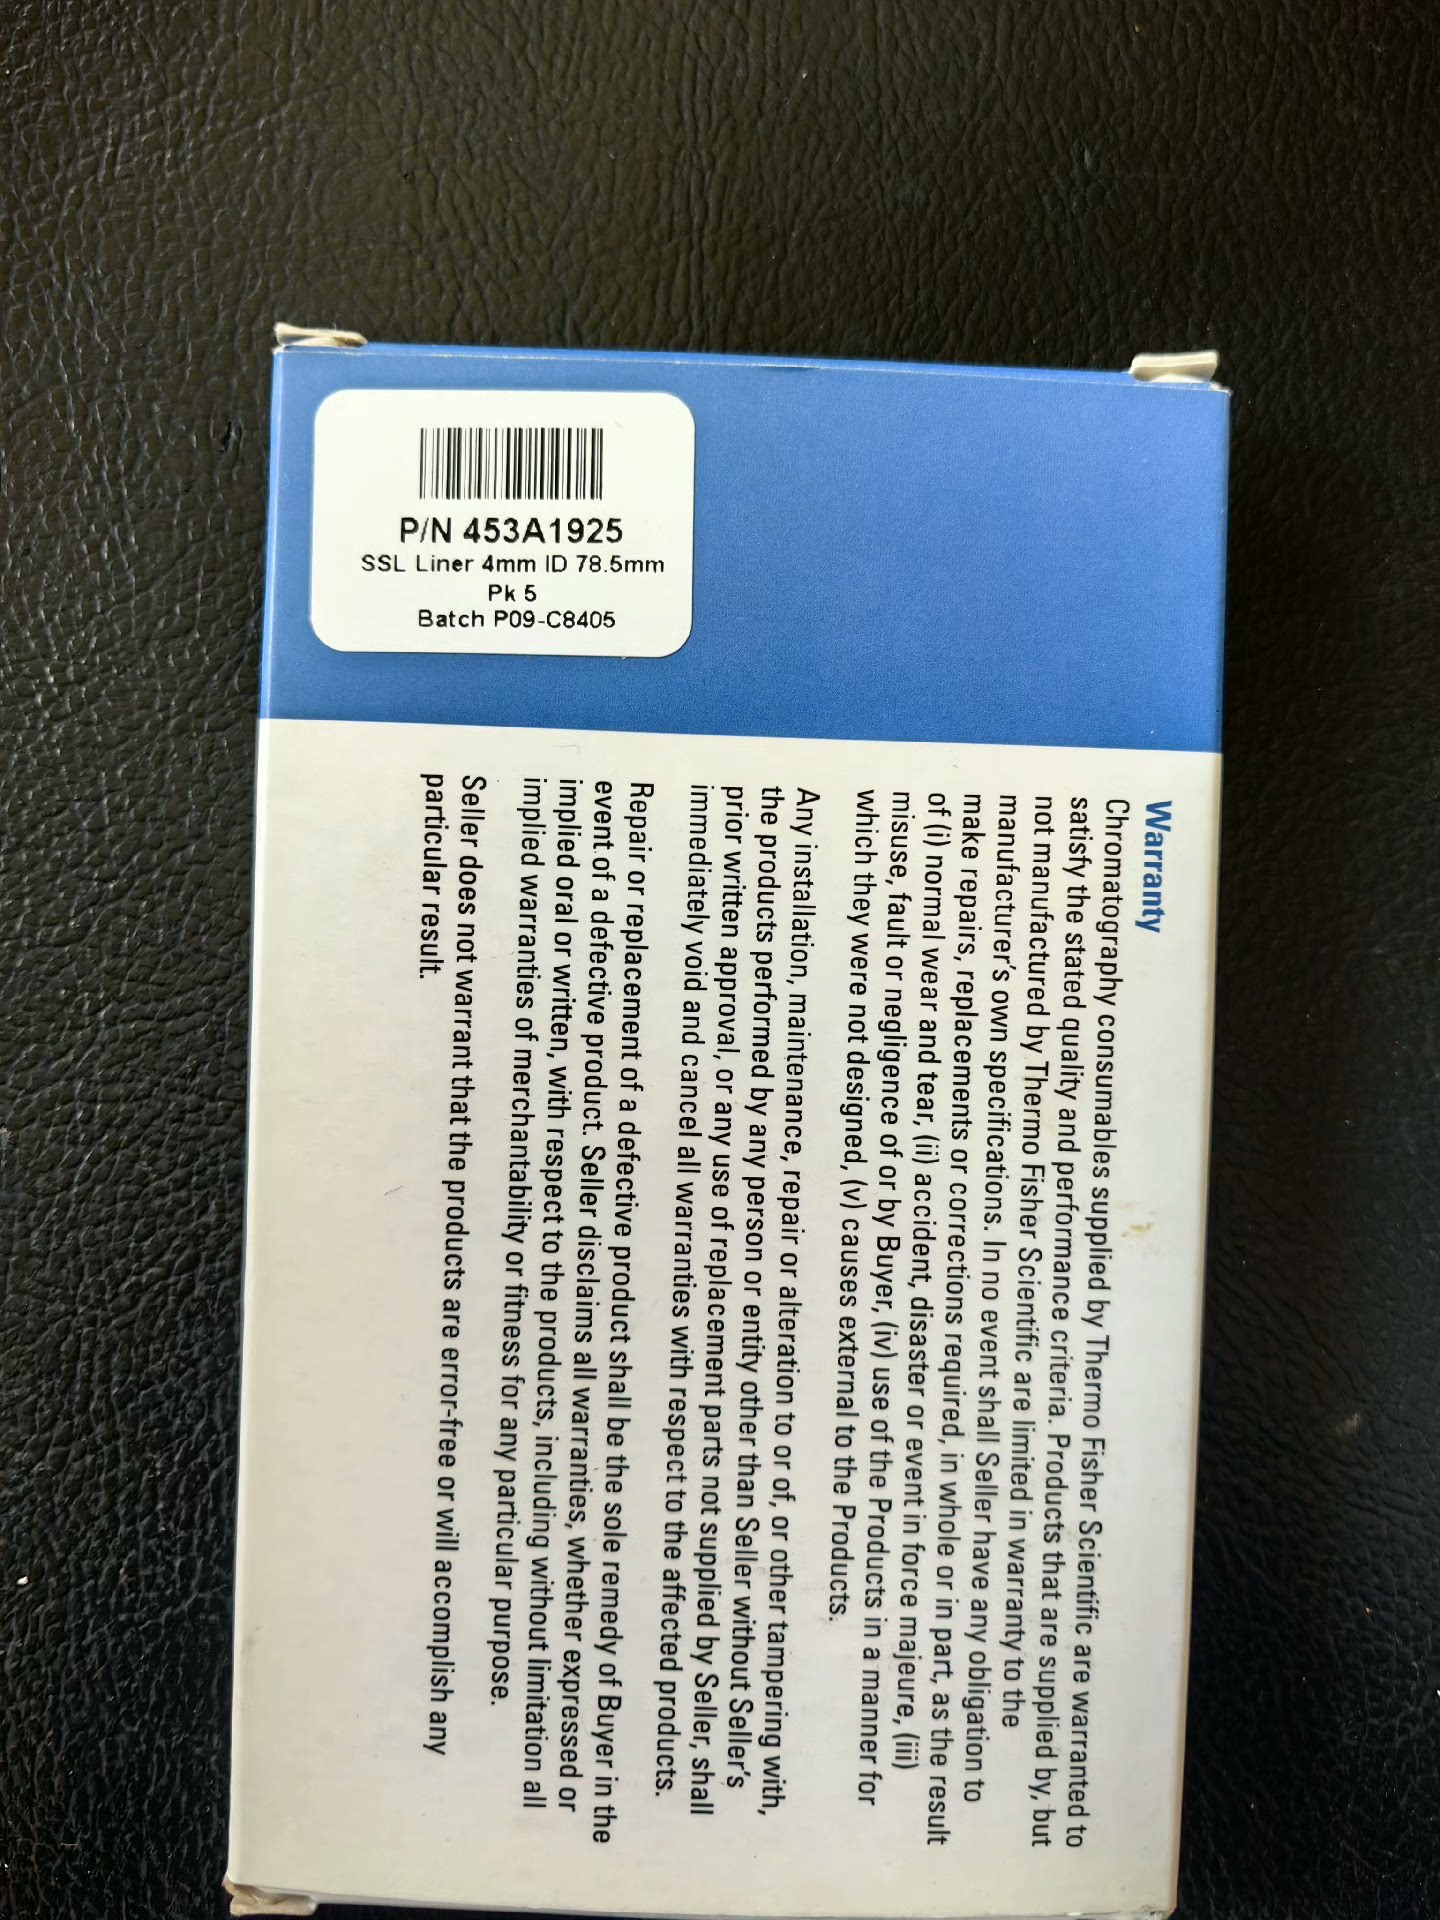 P/N 453A1925
SSL Liner 4mm ID 78.5mm
Pk 5
Batch P09-C8405
Warranty
Chromatography consumables supplied by Thermo Fisher Scientific are warranted to
satisfy the stated quality and performance criteria. Products that are supplied by, but
not manufactured by Thermo Fisher Scientific are limited in warranty to the
manufacturer's own specifications. In no event shall Seller have any obligation to
make repairs, replacements or corrections required, in whole or in part, as the result
of (i) normal wear and tear, (ii) accident, disaster or event in force majeure, (iii)
misuse, fault or negligence of or by Buyer, (iv) use of the Products in a manner for
which they were not designed, (v) causes external to the Products.
Any installation, maintenance, repair or alteration to or of, or other tampering with,
the products performed by any person or entity other than Seller without Seller's
prior written approval, or any use of replacement parts not supplied by Seller, shall
immediately void and cancel all warranties with respect to the affected products.
Repair or replacement of a defective product shall be the sole remedy of Buyer in the
event of a defective product. Seller disclaims all warranties, whether expressed or
implied oral or written, with respect to the products, including without limitation all
implied warranties of merchantability or fitness for any particular purpose.
Seller does not warrant that the products are error-free or will accomplish any
particular result.